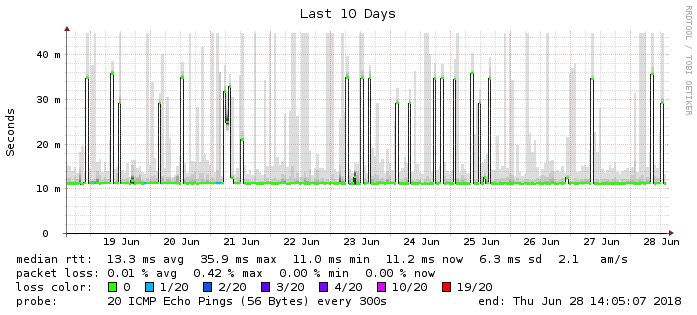 Last 10 Days
RRDTOOL / TOBI OETIKER
Seconds
40 m
30 m
20 m
10 m
0
19 Jun 20 Jun 21 Jun 22 Jun 23 Jun 24 Jun 25 Jun 26 Jun 27 Jun 28 Jun
median rtt: 13.3 ms avg 35.9 ms max 11.0 ms min 11.2 ms now 6.3 ms sd 2.1 am/s
packet loss: 0.01 % avg 0.42 % max 0.00 % min 0.00 % now
loss color: 0 1/20 2/20 3/20 4/20 10/20 19/20
probe: 20 ICMP Echo Pings (56 Bytes) every 300s end: Thu Jun 28 14:05:07 2018